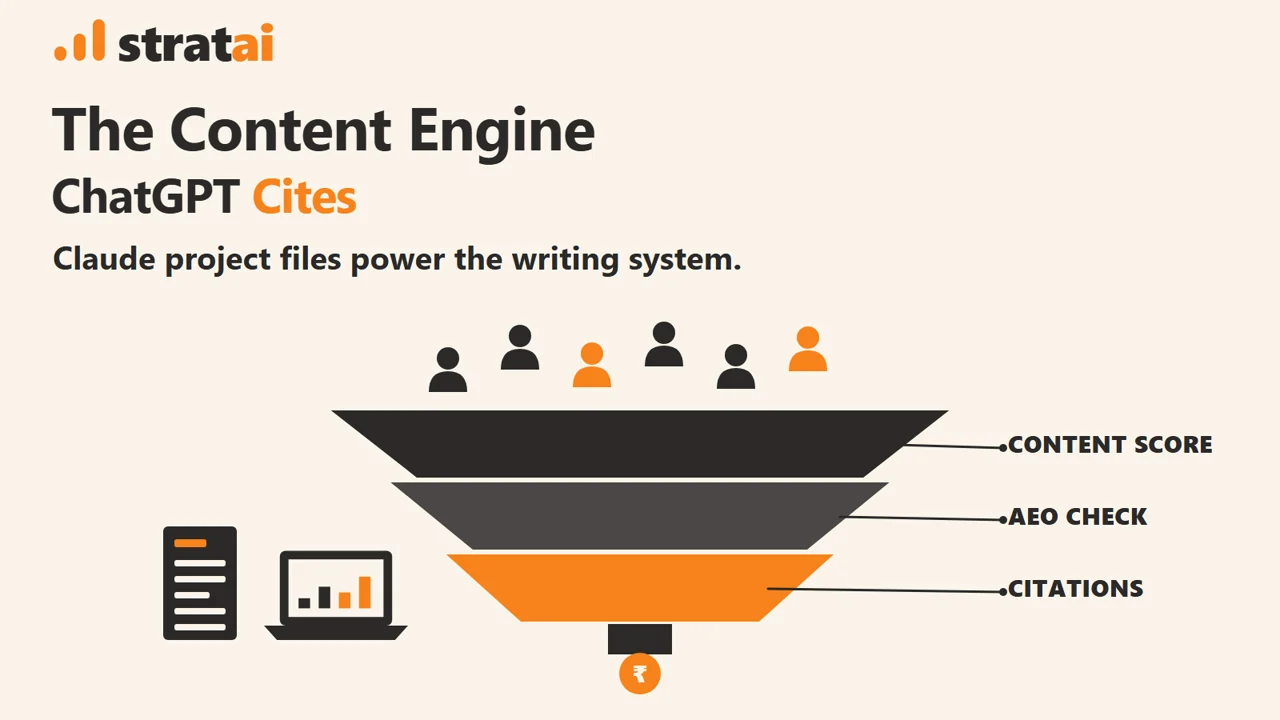 stratai
The Content Engine
ChatGPT Cites
Claude project files power the writing system.
CONTENT SCORE
AEO CHECK
CITATIONS
₹